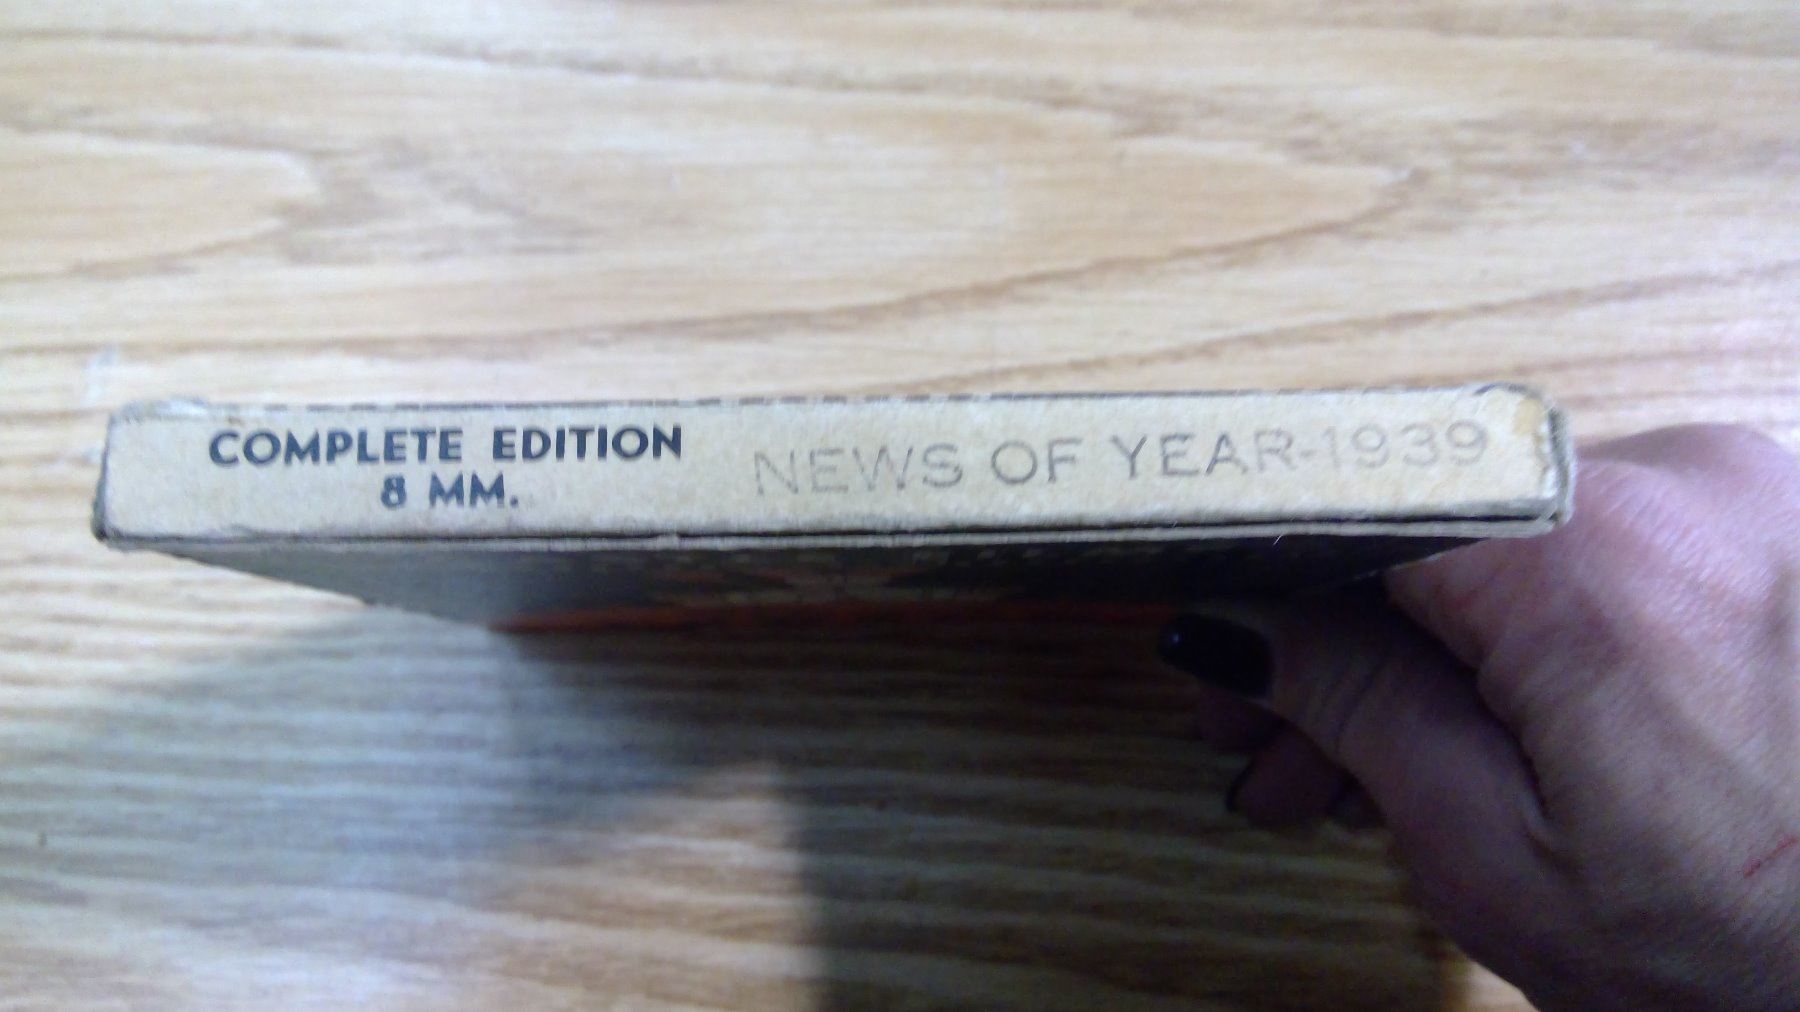 COMPLETE EDITION
8 MM.
NEWS OF YEAR-1939